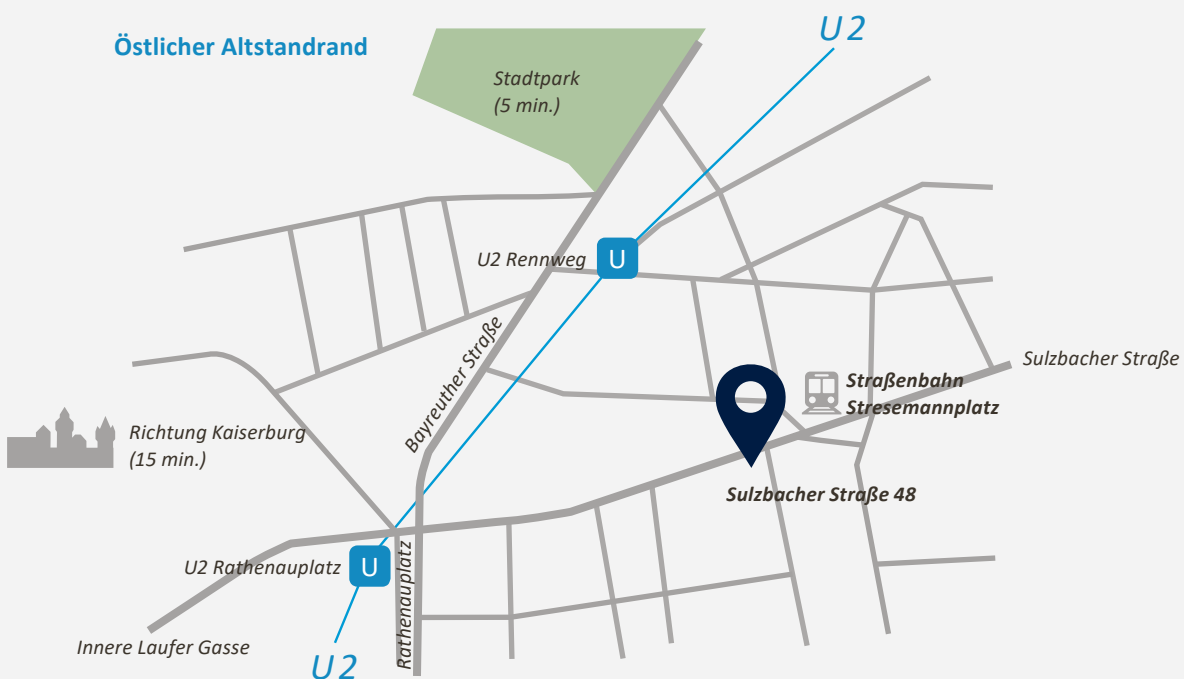 U 2
Östlicher Altstandrand
Stadtpark
(5 min.)
U2 Rennweg
U
Bayreuther Straße
Sulzbacher Straße
Straßenbahn
Stresemannplatz
Richtung Kaiserburg
(15 min.)
Sulzbacher Straße 48
U2 Rathenauplatz
U
Rathenauplatz
Innere Laufer Gasse
U 2